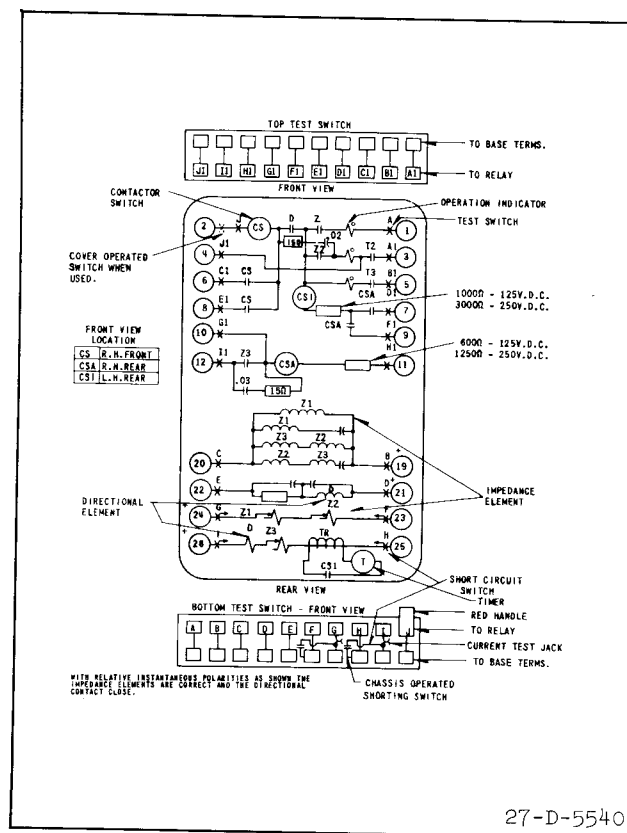 TOP TEST SWITCH
TO BASE TERMS.
J1 I1 H1 G1 F1 E1 D1 C1 B1 A1
TO RELAY
FRONT VIEW
CONTACTOR
SWITCH
OPERATION INDICATOR
TEST SWITCH
2 J CS D Z A 1
COVER OPERATED
SWITCH WHEN
USED.
4 J1 15Ω .02 Z2 T2 A1 3
6 C1 CS T3 B1 5
CS1 CSA D1 7
8 E1 CS CSA F1 9
1000Ω - 125V.D.C.
3000Ω - 250V.D.C.
10 G1 H1
600Ω - 125V.D.C.
1250Ω - 250V.D.C.
FRONT VIEW
LOCATION
CS R.H.FRONT
CSA R.H.REAR
CS1 L.H.REAR
12 I1 Z3 CSA 11
.03 15Ω
Z1
Z1
Z3 Z2
20 C Z2 Z3 B + 19
22 E D D + 21
IMPEDANCE
ELEMENT
DIRECTIONAL
ELEMENT
+ 24 G Z1 Z2 F 23
+ 26 I D Z3 TR H 25
CS1 T
REAR VIEW
SHORT CIRCUIT
SWITCH
TIMER
BOTTOM TEST SWITCH - FRONT VIEW
RED HANDLE
A B C D E F G H I J
TO RELAY
CURRENT TEST JACK
TO BASE TERMS.
CHASSIS OPERATED
SHORTING SWITCH
WITH RELATIVE INSTANTANEOUS POLARITIES AS SHOWN THE
IMPEDANCE ELEMENTS ARE CORRECT AND THE DIRECTIONAL
CONTACT CLOSE.
27-D-5540